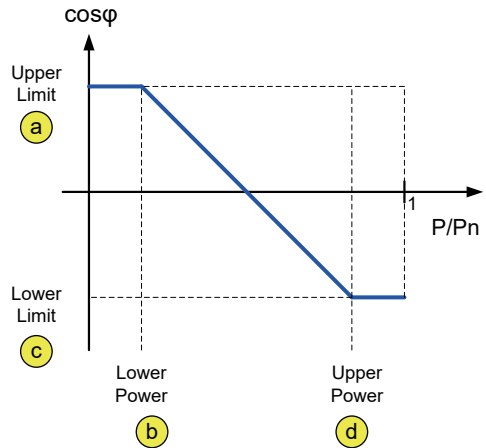 cosφ
Upper
Limit
a
1
P/Pn
Lower
Limit
c
Lower
Power
b
Upper
Power
d